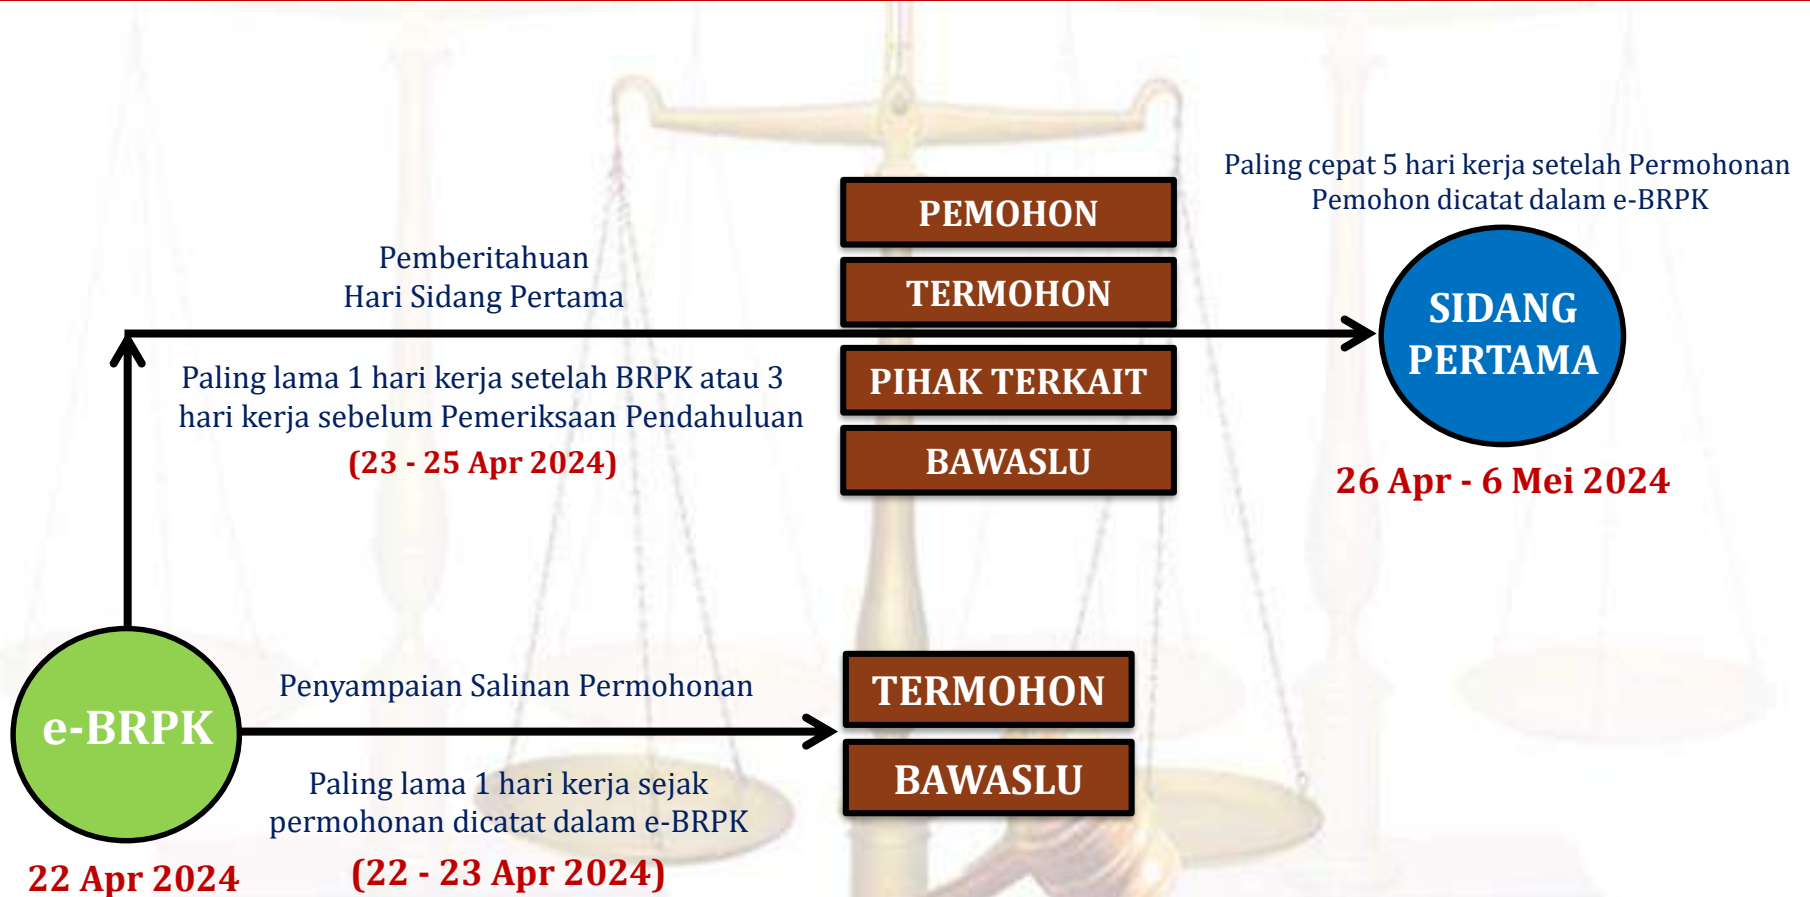 Paling cepat 5 hari kerja setelah Permohonan
Pemohon dicatat dalam e-BRPK
PEMOHON
TERMOHON
PIHAK TERKAIT
BAWASLU
Pemberitahuan
Hari Sidang Pertama
Paling lama 1 hari kerja setelah BRPK atau 3
hari kerja sebelum Pemeriksaan Pendahuluan
(23 - 25 Apr 2024)
SIDANG
PERTAMA
26 Apr - 6 Mei 2024
e-BRPK
22 Apr 2024
Penyampaian Salinan Permohonan
Paling lama 1 hari kerja sejak
permohonan dicatat dalam e-BRPK
(22 - 23 Apr 2024)
TERMOHON
BAWASLU